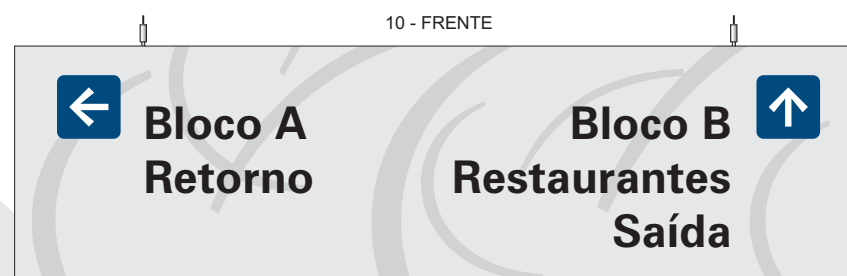 10 - FRENTE
Bloco A
Retorno
Bloco B
Restaurantes
Saída